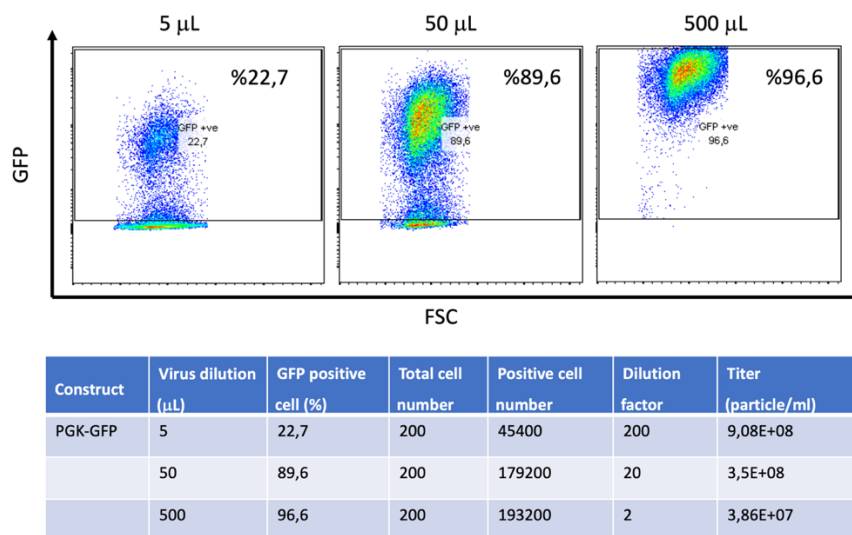 5 μL 50 μL 500 μL
%22,7 %89,6 %96,6
GFP +ve
22,7
GFP +ve
89,6
GFP +ve
96,6
GFP
FSC
Construct Virus dilution (μL) GFP positive cell (%) Total cell number Positive cell number Dilution factor Titer (particle/ml)
PGK-GFP 5 22,7 200 45400 200 9,08E+08
50 89,6 200 179200 20 3,5E+08
500 96,6 200 193200 2 3,86E+07